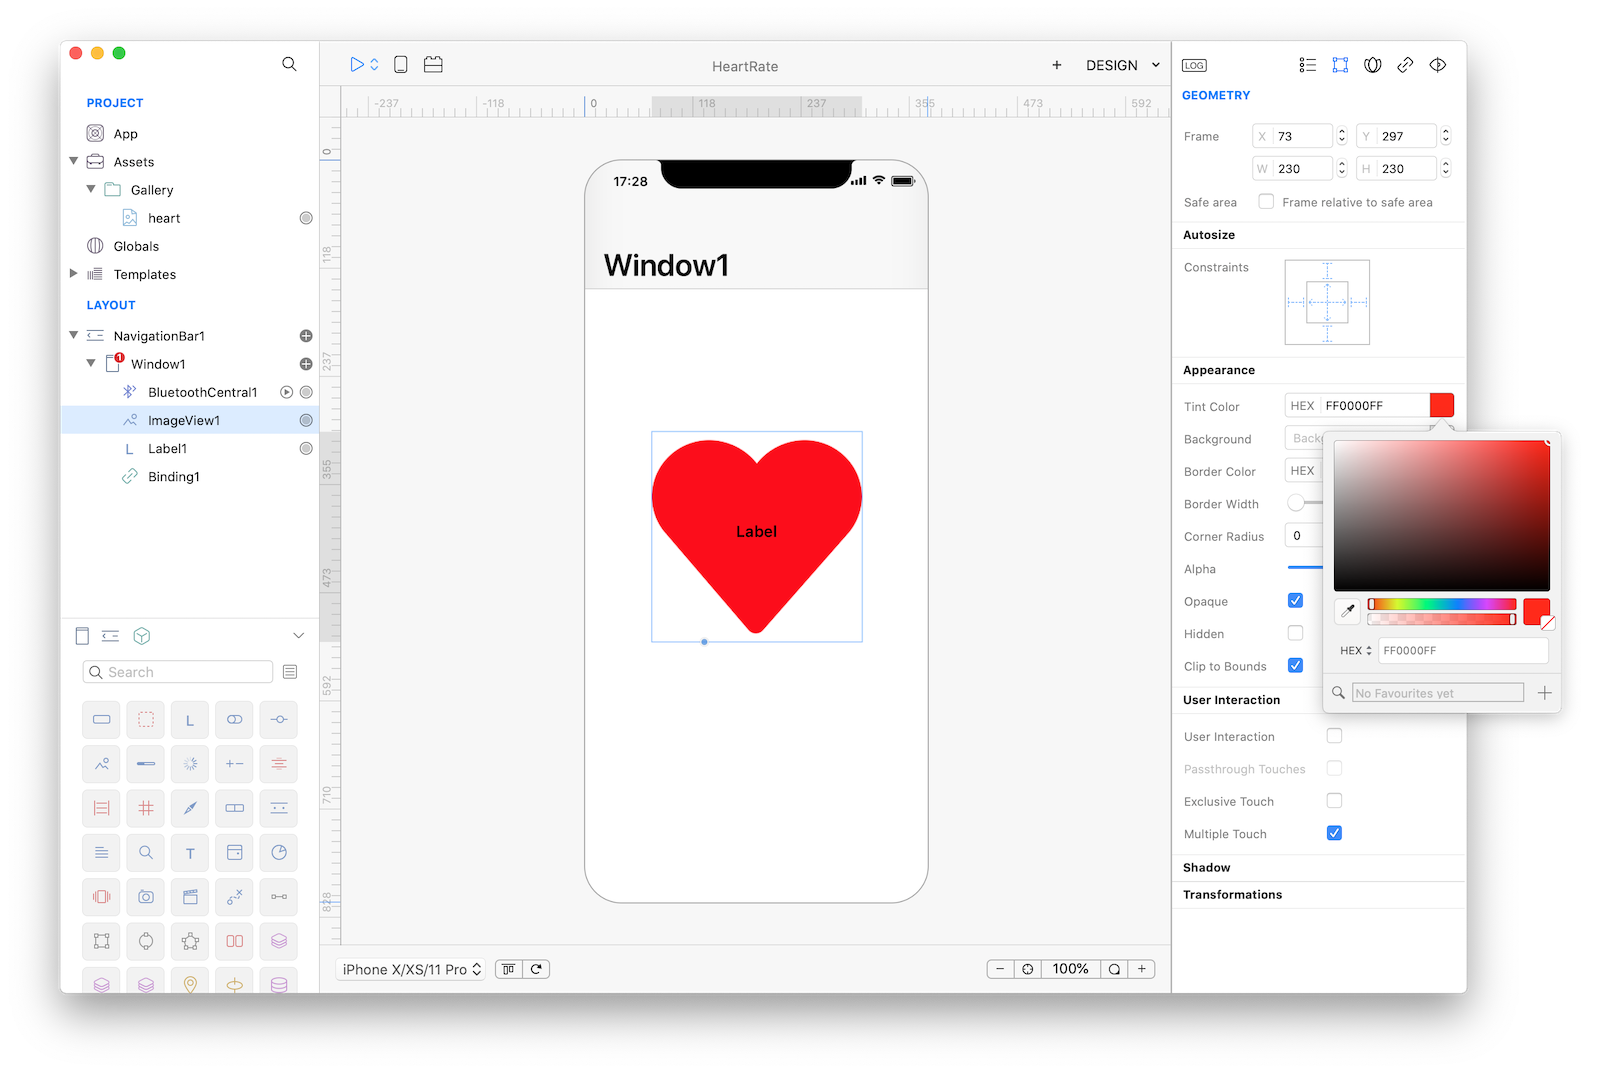 HeartRate
DESIGN
LOG
PROJECT
App
Assets
Gallery
heart
Globals
Templates
LAYOUT
NavigationBar1
1
Window1
BluetoothCentral1
ImageView1
L Label1
Binding1
Search
L
T
-237 -118 0 118 237 355 473 592
0
118
237
355
473
592
710
828
17:28
Window1
Label
iPhone X/XS/11 Pro
100%
GEOMETRY
Frame X 73 Y 297
W 230 H 230
Safe area Frame relative to safe area
Autosize
Constraints
Appearance
Tint Color HEX FF0000FF
Background
Border Color HEX
Border Width
Corner Radius 0
Alpha
Opaque
Hidden
Clip to Bounds
HEX FF0000FF
No Favourites yet
User Interaction
User Interaction
Passthrough Touches
Exclusive Touch
Multiple Touch
Shadow
Transformations